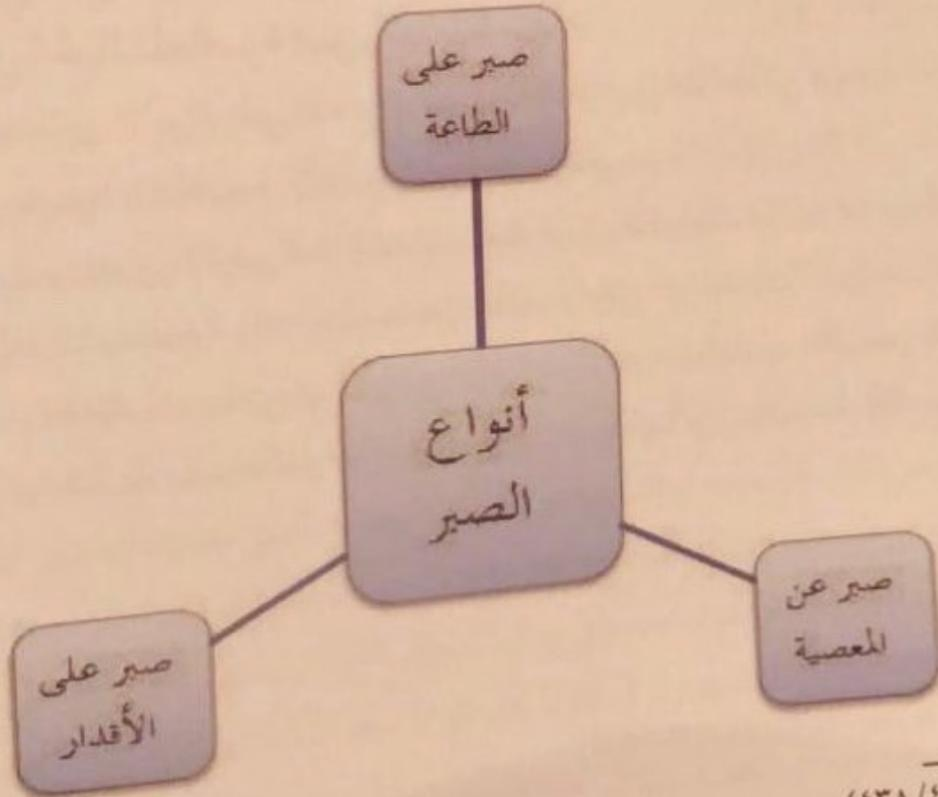 صبر على
الطاعة
أنواع
الصبر
صبر عن
المعصية
صبر على
الأقدار